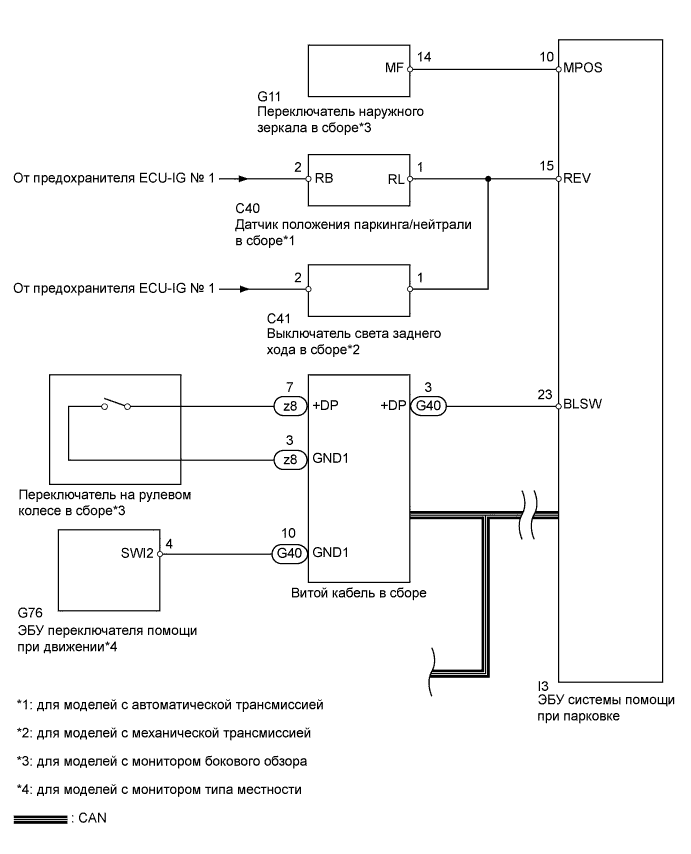 MF
14
10
MPOS
G11
Переключатель наружного
зеркала в сборе*3
От предохранителя ECU-IG № 1
2
RB
RL
1
15
REV
C40
Датчик положения паркинга/нейтрали
в сборе*1
От предохранителя ECU-IG № 1
2
1
C41
Выключатель света заднего
хода в сборе*2
7
z8
+DP
+DP
3
G40
23
BLSW
3
z8
GND1
Переключатель на рулевом
колесе в сборе*3
SWI2
4
10
G40
GND1
Витой кабель в сборе
G76
ЭБУ переключателя помощи
при движении*4
I3
ЭБУ системы помощи
при парковке
*1: для моделей с автоматической трансмиссией
*2: для моделей с механической трансмиссией
*3: для моделей с монитором бокового обзора
*4: для моделей с монитором типа местности
: CAN